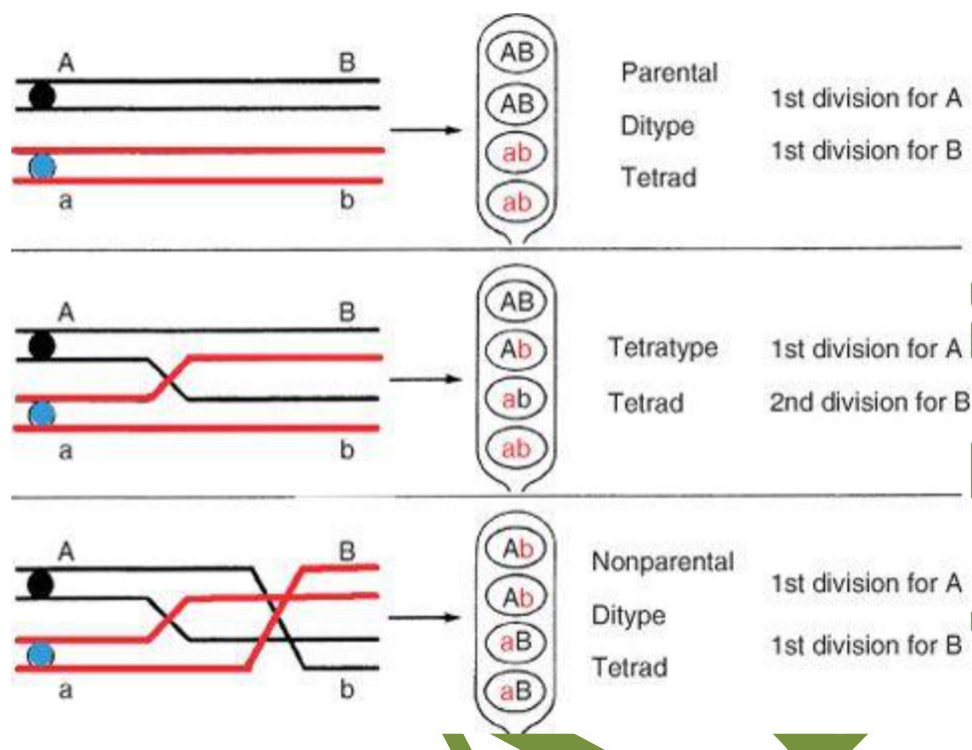 A B
a b
AB
AB
ab
ab
Parental
Ditype
Tetrad
1st division for A
1st division for B
A B
a b
AB
Ab
ab
ab
Tetratype
Tetrad
1st division for A
2nd division for B
A B
a b
Ab
Ab
aB
aB
Nonparental
Ditype
Tetrad
1st division for A
1st division for B